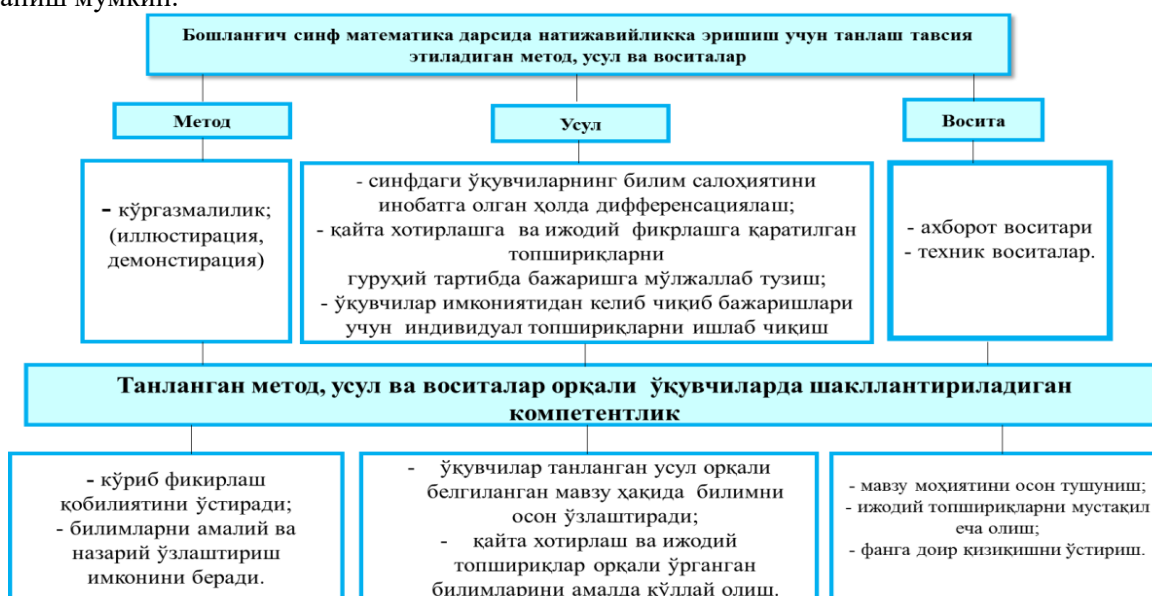 Бошланғич синф математика дарсида натижавийликка эришиш учун танлаш тавсия
этиладиган метод, усул ва воситалар
Метод
Усул
Восита
- кўргазмалилик;
(иллюстирация,
демонстирация)
- синфдаги ўқувчиларнинг билим салоҳиятини
инобатга олган ҳолда дифференсациялаш;
- қайта хотирлашга ва ижодий фикрлашга қаратилган
топшириқларни
гуруҳий тартибда бажаришга мўлжаллаб тузиш;
- ўқувчилар имкониятидан келиб чиқиб бажаришлари
учун индивидуал топшириқларни ишлаб чиқиш
- ахборот воситари
- техник воситалар.
Танланган метод, усул ва воситалар орқали ўқувчиларда шакллантириладиган
компетентлик
- кўриб фикирлаш
қобилиятини ўстиради;
- билимларни амалий ва
назарий ўзлаштириш
имконини беради.
- ўқувчилар танланган усул орқали
белгиланган мавзу ҳақида билимни
осон ўзлаштиради;
- қайта хотирлаш ва ижодий
топшириқлар орқали ўрганган
билимларини амалда қўллай олиш.
- мавзу моҳиятини осон тушуниш;
- ижодий топшириқларни мустақил
еча олиш;
- фанга доир қизиқишни ўстириш.